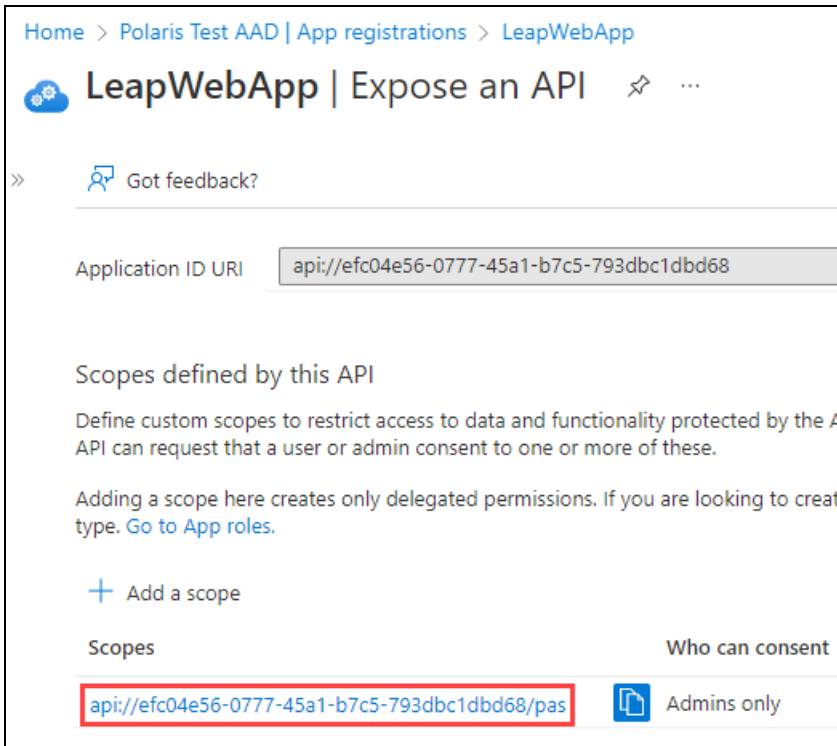 Home > Polaris Test AAD | App registrations > LeapWebApp
LeapWebApp | Expose an API
Got feedback?
Application ID URI api://efc04e56-0777-45a1-b7c5-793dbc1dbd68
Scopes defined by this API
Define custom scopes to restrict access to data and functionality protected by the
API can request that a user or admin consent to one or more of these.
Adding a scope here creates only delegated permissions. If you are looking to creat
type. Go to App roles.
Add a scope
Scopes Who can consent
api://efc04e56-0777-45a1-b7c5-793dbc1dbd68/pas Admins only